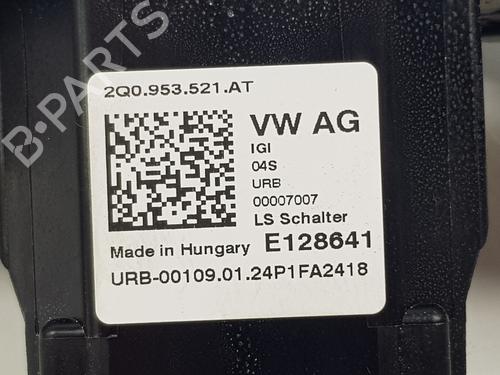 2Q0.953.521.AT
VW AG
IGI
04S
URB
00007007
LS Schalter
Made in Hungary E128641
URB-00109.01.24P1FA2418
B-PARTS